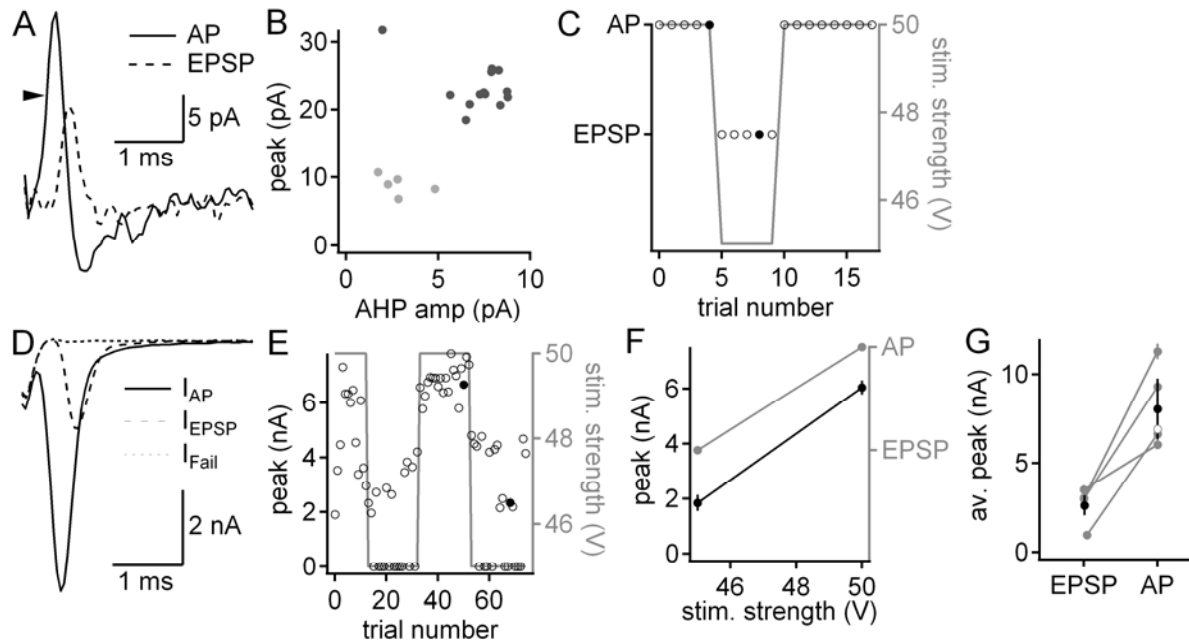 A
AP
EPSP
5 pA
1 ms
B
30
20
10
0
peak (pA)
0
5
10
AHP amp (pA)
C
AP
EPSP
50
48
46
stim. strength (V)
0
5
10
15
trial number
D
I AP
I EPSP
I Fail
2 nA
1 ms
E
6
4
2
0
peak (nA)
50
48
46
stim. strength (V)
0
20
40
60
trial number
F
6
4
2
0
peak (nA)
AP
EPSP
46
48
50
stim. strength (V)
G
10
5
0
av. peak (nA)
EPSP
AP